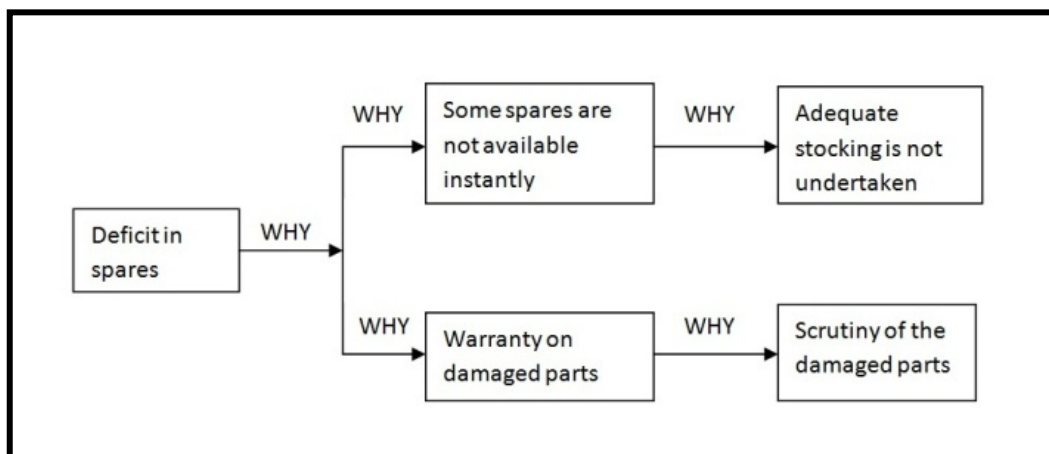 Deficit in
spares
WHY
WHY
Some spares are
not available
instantly
WHY
Adequate
stocking is not
undertaken
WHY
Warranty on
damaged parts
WHY
Scrutiny of the
damaged parts